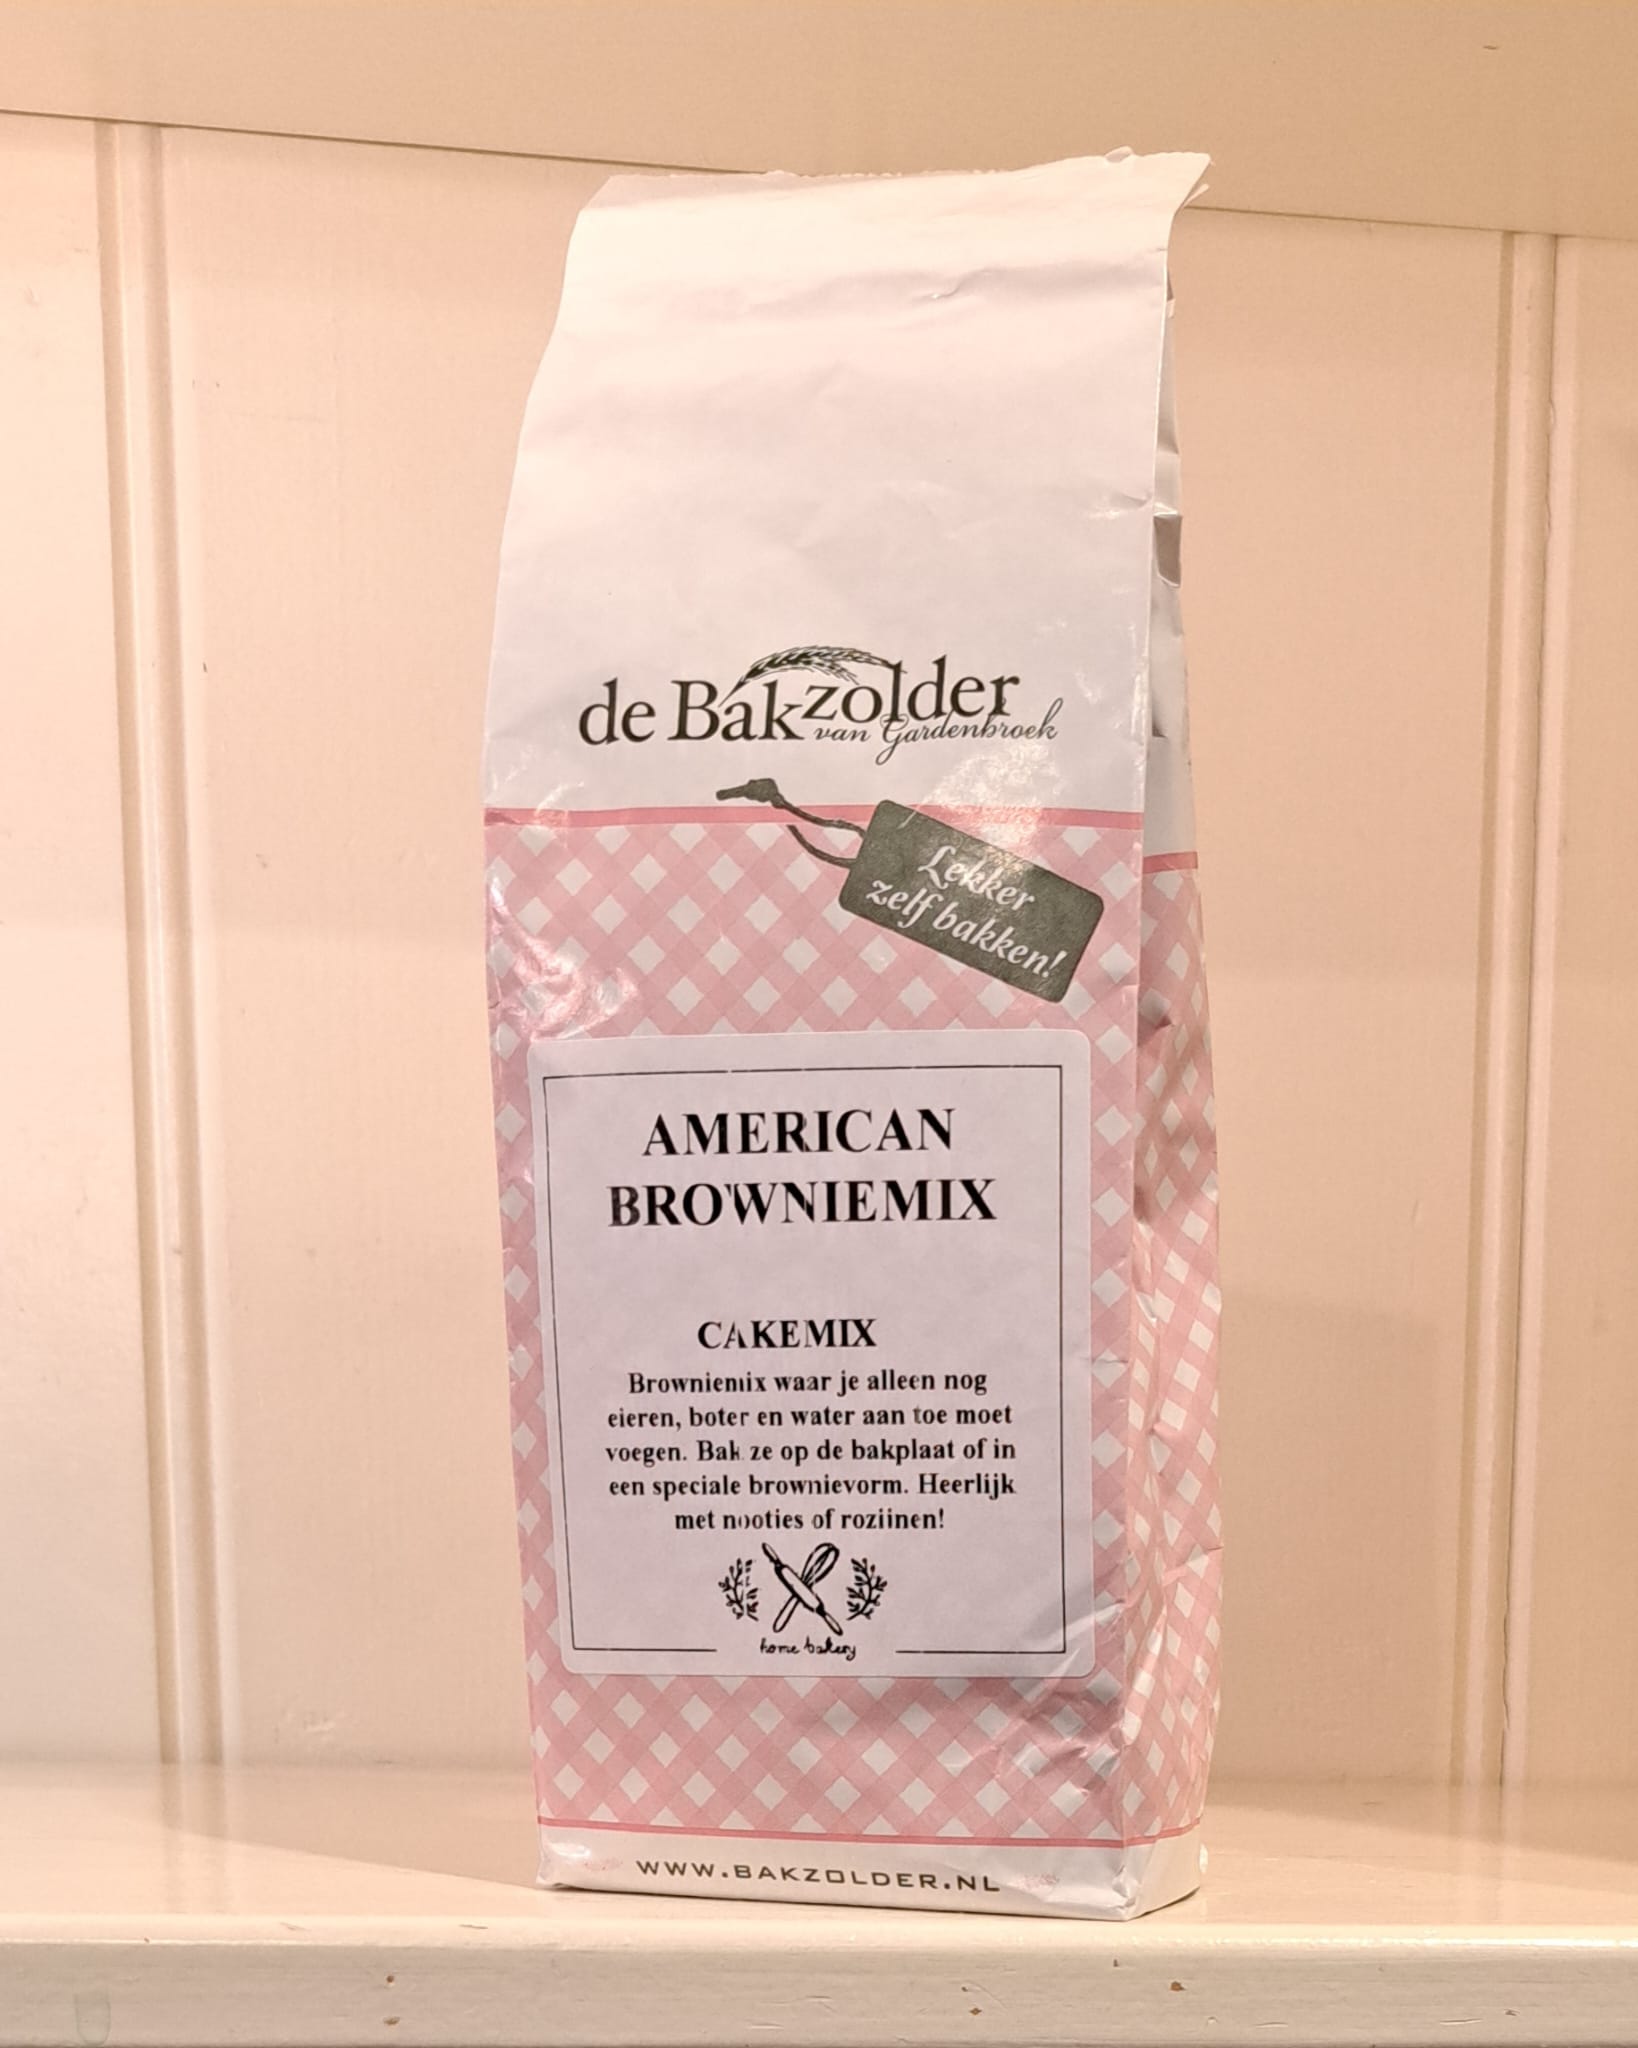 de Bakzolder
van Gardenbroek
Lekker
zelf bakken!
AMERICAN
BROWNIEMIX
CAKEMIX
Browniemix waar je alleen nog
eieren, boter en water aan toe moet
voegen. Bak ze op de bakplaat of in
een speciale brownievorm. Heerlijk
met nootjes of rozijnen!
home bakery
WWW.BAKZOLDER.NL